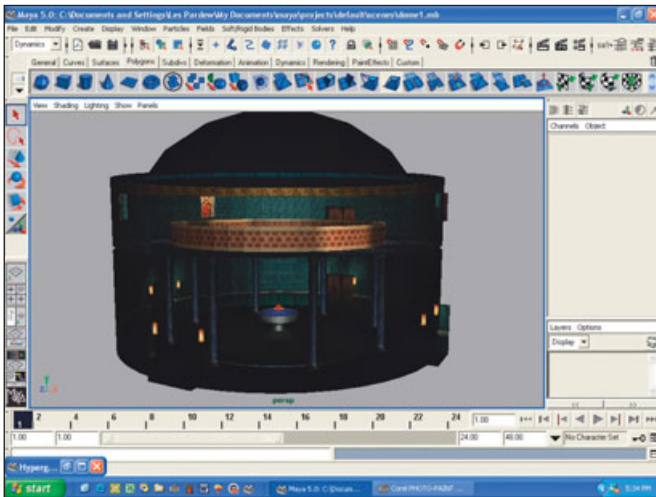 Maya 5.0: C:\Documents and Settings\Les Pardew\My Documents\maya\projects\default\scenes\dome1.mb
File Edit Modify Create Display Window Particles Fields Soft/Rigid Bodies Effects Solvers Help
Dynamics
sel
General Curves Surfaces Polygons Subdivs Deformation Animation Dynamics Rendering PaintEffects Custom
View Shading Lighting Show Panels
Channels Object
persp
Layers Options
Display
2 4 6 8 10 12 14 16 18 20 22 24
1 1.00
1.00 1.00 24.00 48.00 No Character Set
Hyperg...
start Maya 5.0: C:\Docum... Corel PHOTO-PAINT ... 5:34 PM